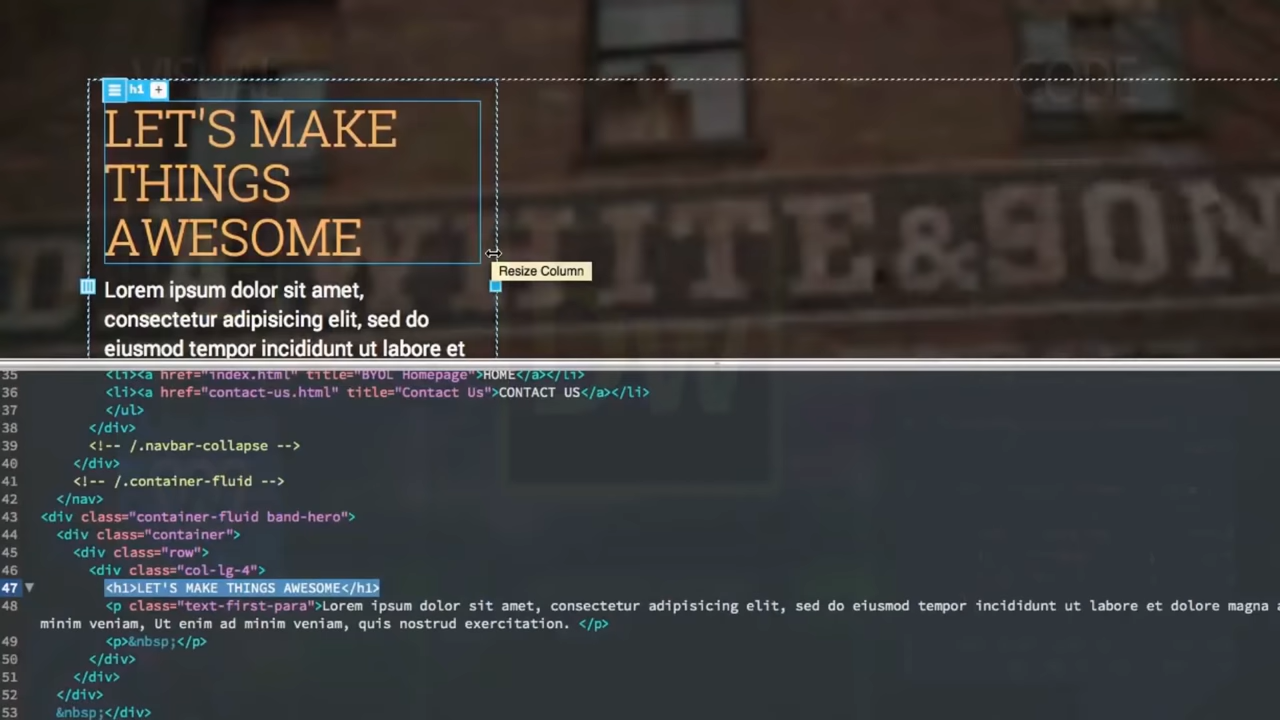 VISUAL
CODE
h1 +
LET'S MAKE
THINGS
AWESOME
WHITE&SON
Resize Column
Lorem ipsum dolor sit amet,
consectetur adipisicing elit, sed do
eiusmod tempor incididunt ut labore et
35 <li><a href="index.html" title="BYOL Homepage">HOME</a></li>
36 <li><a href="contact-us.html" title="Contact Us">CONTACT US</a></li>
37 </ul>
38 </div>
39 <!-- /.navbar-collapse -->
40 </div>
41 <!-- /.container-fluid -->
42 </nav>
43 <div class="container-fluid band-hero">
44 <div class="container">
45 <div class="row">
46 <div class="col-lg-4">
47 <h1>LET'S MAKE THINGS AWESOME</h1>
48 <p class="text-first-para">Lorem ipsum dolor sit amet, consectetur adipisicing elit, sed do eiusmod tempor incididunt ut labore et dolore magna
minim veniam, Ut enim ad minim veniam, quis nostrud exercitation. </p>
49 <p>&nbsp;</p>
50 </div>
51 </div>
52 </div>
53 &nbsp;</div>